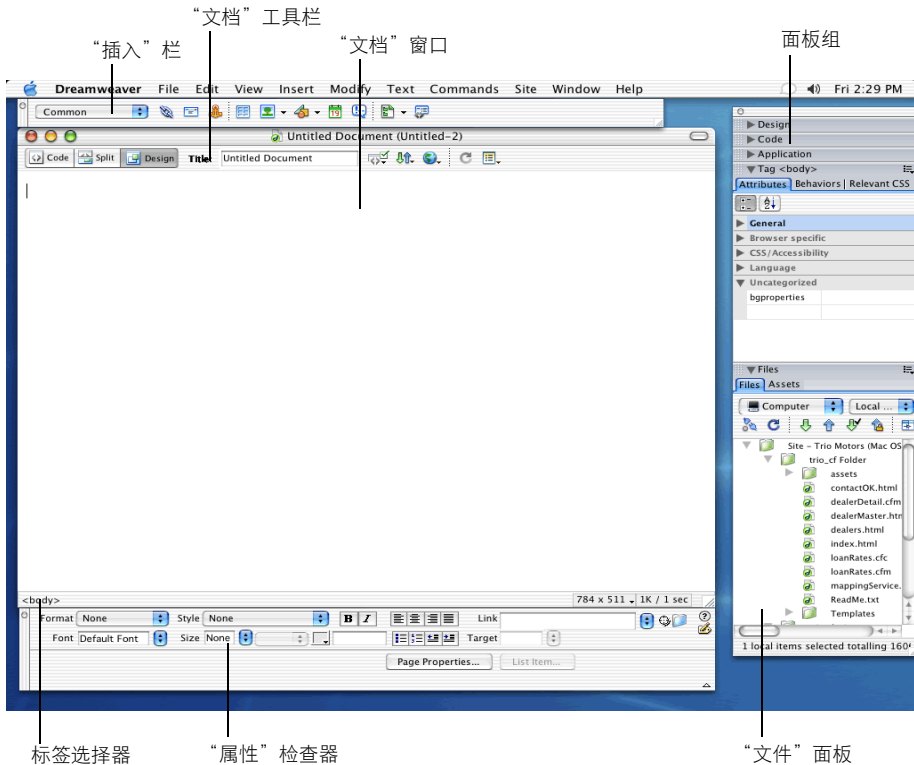 “文档”工具栏
“插入”栏
“文档”窗口
面板组
Dreamweaver File Edit View Insert Modify Text Commands Site Window Help
Fri 2:29 PM
Common
19
Untitled Document (Untitled-2)
Code Split Design Title: Untitled Document
Design
Code
Application
Tag <body>
Attributes Behaviors Relevant CSS
General
Browser specific
CSS/Accessibility
Language
Uncategorized
bgproperties
Files
Files Assets
Computer Local ...
Site – Trio Motors (Mac OS
trio_cf Folder
assets
contactOK.html
dealerDetail.cfm
dealerMaster.htm
dealers.html
index.html
loanRates.cfc
loanRates.cfm
mappingService.
ReadMe.txt
Templates
1 local items selected totalling 160
<body>
784 x 511 1K / 1 sec
Format None Style None B I Link
Font Default Font Size None Target
Page Properties... List Item...
标签选择器
“属性”检查器
“文件”面板